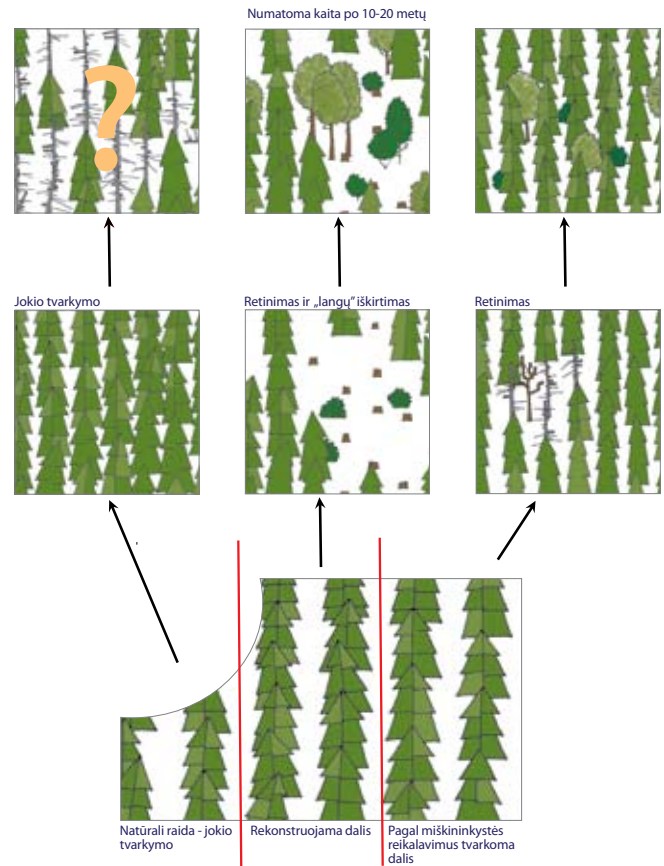 Numatoma kaita po 10-20 metų
?
Jokio tvarkymo
Retinimas ir „langų" iškirtimas
Retinimas
Natūrali raida - jokio
tvarkymo
Rekonstruojama dalis
Pagal miškininkystės
reikalavimus tvarkoma
dalis